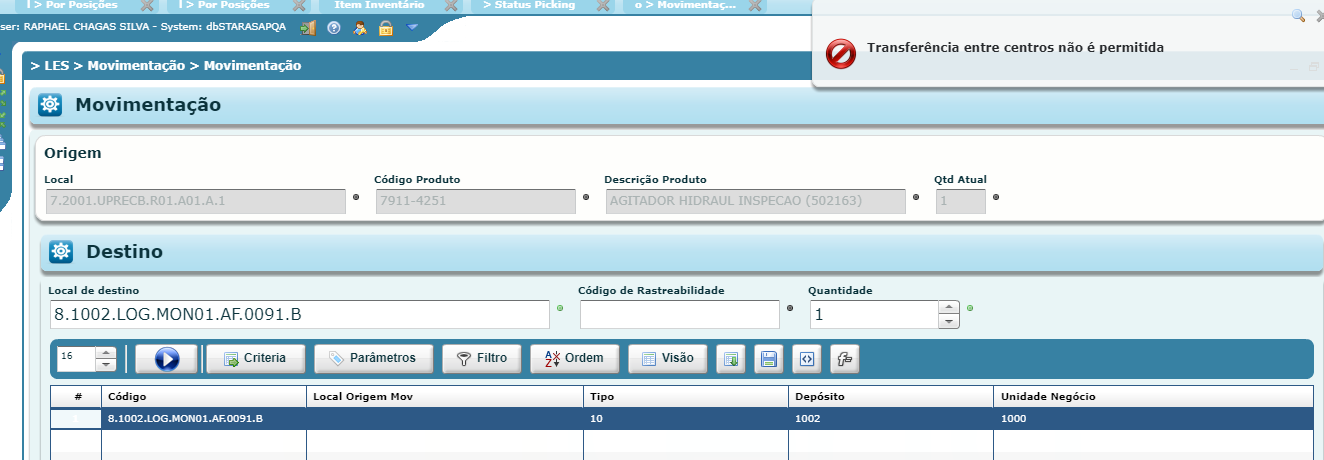 I > Por Posições
I > Por Posições
Item Inventário
> Status Picking
o > Movimentaç...
ser: RAPHAEL CHAGAS SILVA - System: dbSTARASAPQA
Transferência entre centros não é permitida
> LES > Movimentação > Movimentação
Movimentação
Origem
Local Código Produto Descrição Produto Qtd Atual
7.2001.UPRECB.R01.A01.A.1 7911-4251 AGITADOR HIDRAUL INSPECAO (502163) 1
Destino
Local de destino Código de Rastreabilidade Quantidade
8.1002.LOG.MON01.AF.0091.B 1
16 Criteria Parâmetros Filtro Ordem Visão
# Código Local Origem Mov Tipo Depósito Unidade Negócio
8.1002.LOG.MON01.AF.0091.B 10 1002 1000